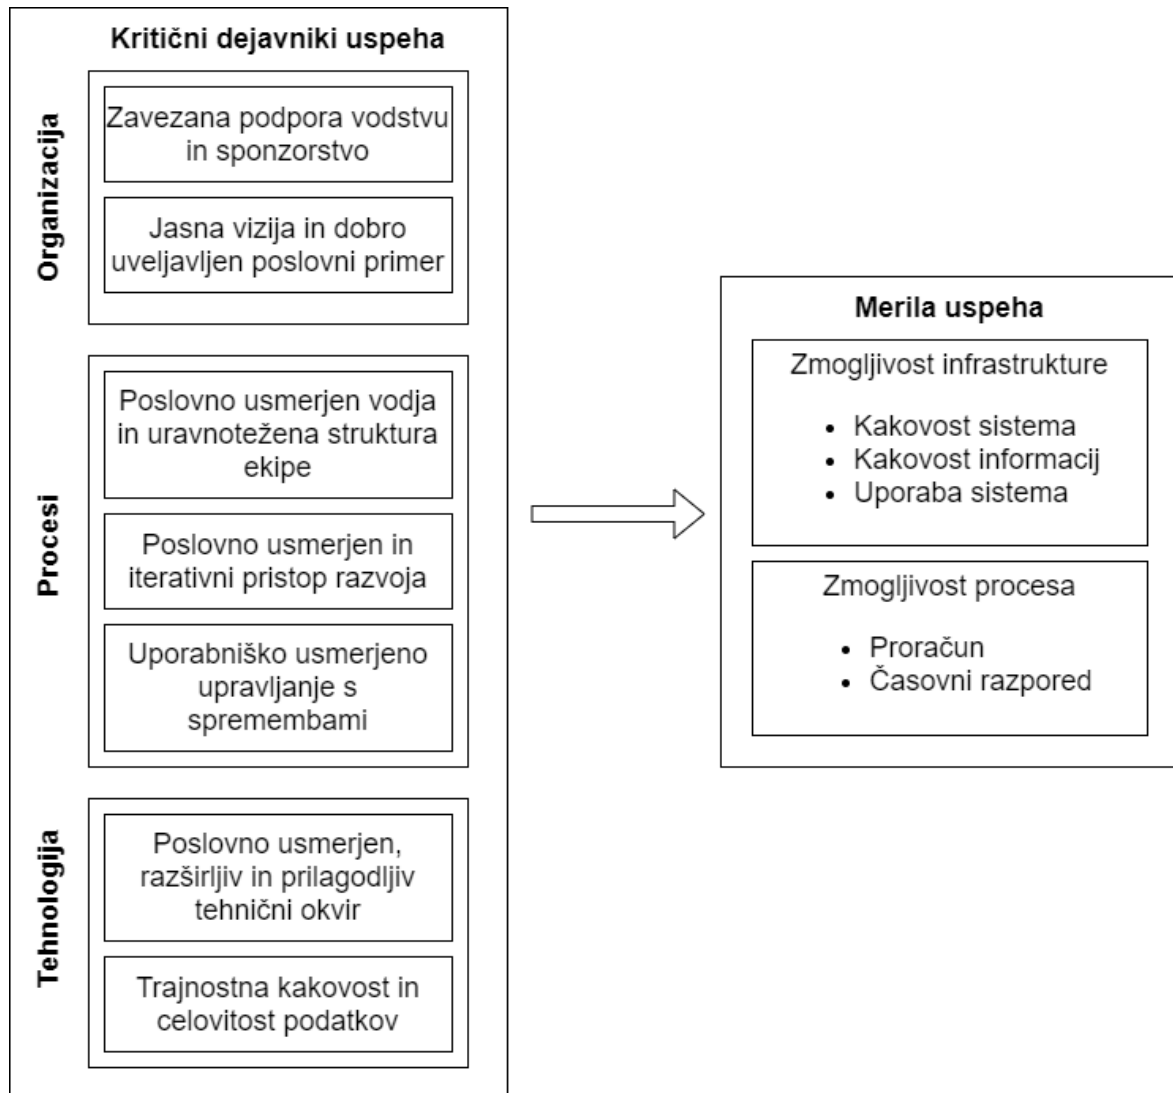 Kritični dejavniki uspeha
Organizacija
Zavezana podpora vodstvu
in sponzorstvo
Jasna vizija in dobro
uveljavljen poslovni primer
Procesi
Poslovno usmerjen vodja
in uravnotežena struktura
ekipe
Poslovno usmerjen in
iterativni pristop razvoja
Uporabniško usmerjeno
upravljanje s
spremembami
Tehnologija
Poslovno usmerjen,
razširljiv in prilagodljiv
tehnični okvir
Trajnostna kakovost in
celovitost podatkov
Merila uspeha
Zmogljivost infrastrukture
• Kakovost sistema
• Kakovost informacij
• Uporaba sistema
Zmogljivost procesa
• Proračun
• Časovni razpored